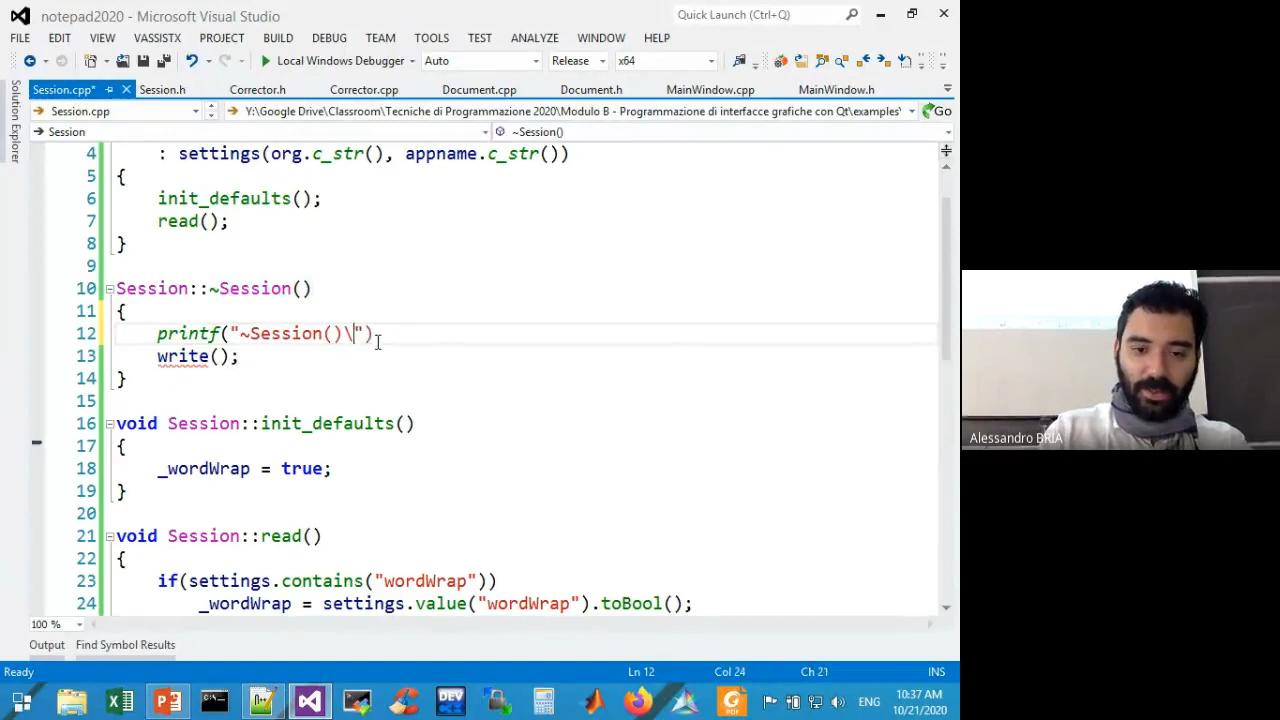 notepad2020 - Microsoft Visual Studio
Quick Launch (Ctrl+Q)
FILE EDIT VIEW VASSISTX PROJECT BUILD DEBUG TEAM TOOLS TEST ANALYZE WINDOW HELP
Local Windows Debugger Auto Release x64
Session.cpp* Session.h Corrector.h Corrector.cpp Document.cpp Document.h MainWindow.cpp MainWindow.h
Session.cpp Y:\Google Drive\Classroom\Tecniche di Programmazione 2020\Modulo B - Programmazione di interfacce grafiche con Qt\examples\ Go
Session ~Session()
Solution Explorer
4 : settings(org.c_str(), appname.c_str())
5 {
6 init_defaults();
7 read();
8 }
9
10 Session::~Session()
11 {
12 printf("~Session()\")
13 write();
14 }
15
16 void Session::init_defaults()
17 {
18 _wordWrap = true;
19 }
20
21 void Session::read()
22 {
23 if(settings.contains("wordWrap"))
24 _wordWrap = settings.value("wordWrap").toBool();
100 %
Output Find Symbol Results
Ready Ln 12 Col 24 Ch 21 INS
DEV C++
PDF
ENG
10:37 AM
10/21/2020
Alessandro BRIA